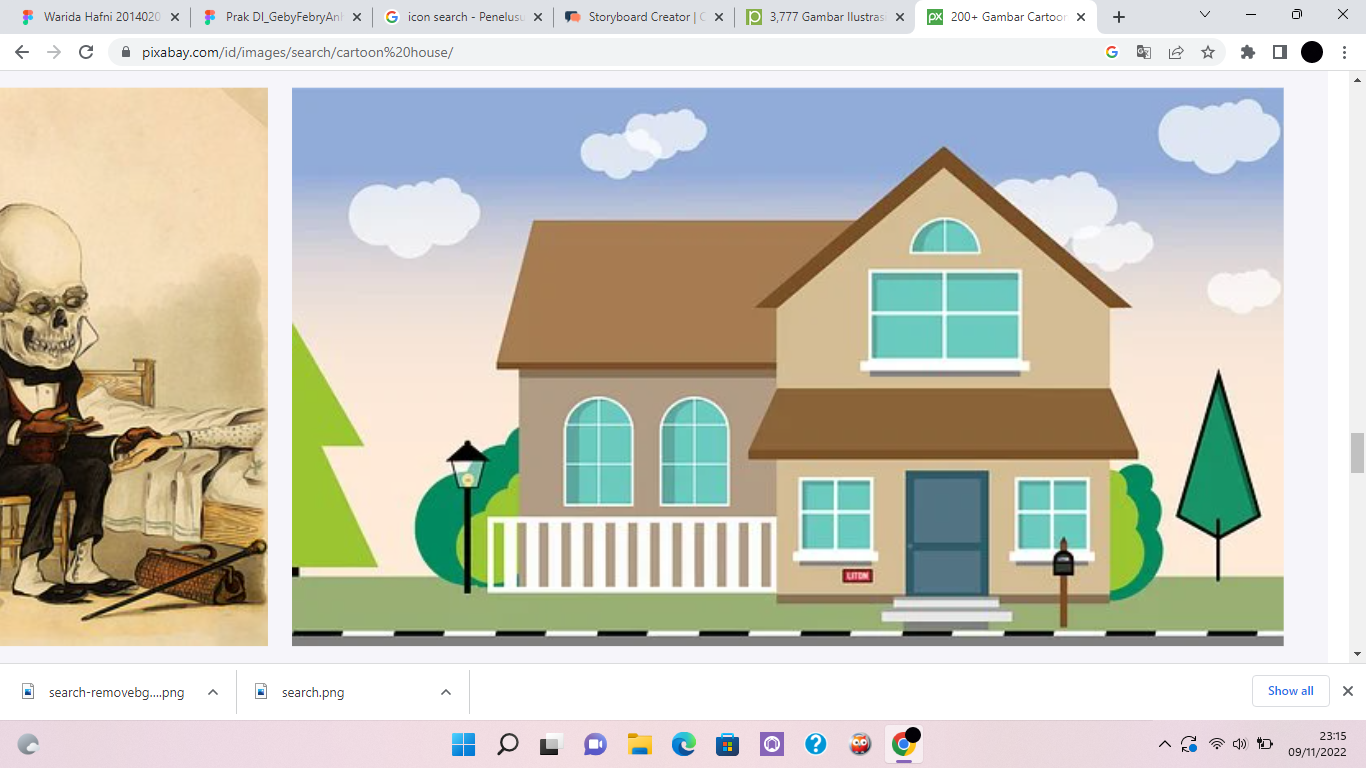 Warida Hafni 2014020
Prak DI_GebyFebryAnh
icon search - Penelusu
Storyboard Creator | C
3,777 Gambar Ilustras
200+ Gambar Cartoon
pixabay.com/id/images/search/cartoon%20house/
LITON
search-removebg....png
search.png
Show all
23:15
09/11/2022